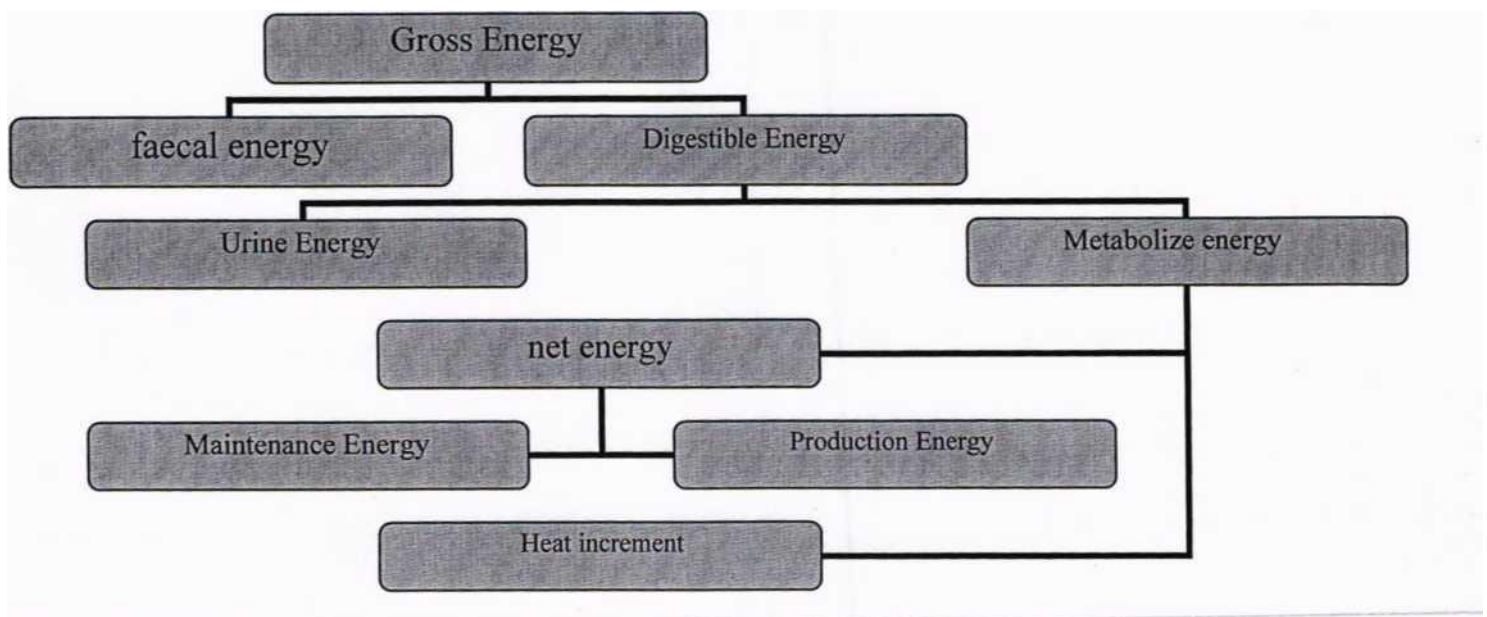 Gross Energy
faecal energy
Digestible Energy
Urine Energy
Metabolize energy
net energy
Maintenance Energy
Production Energy
Heat increment